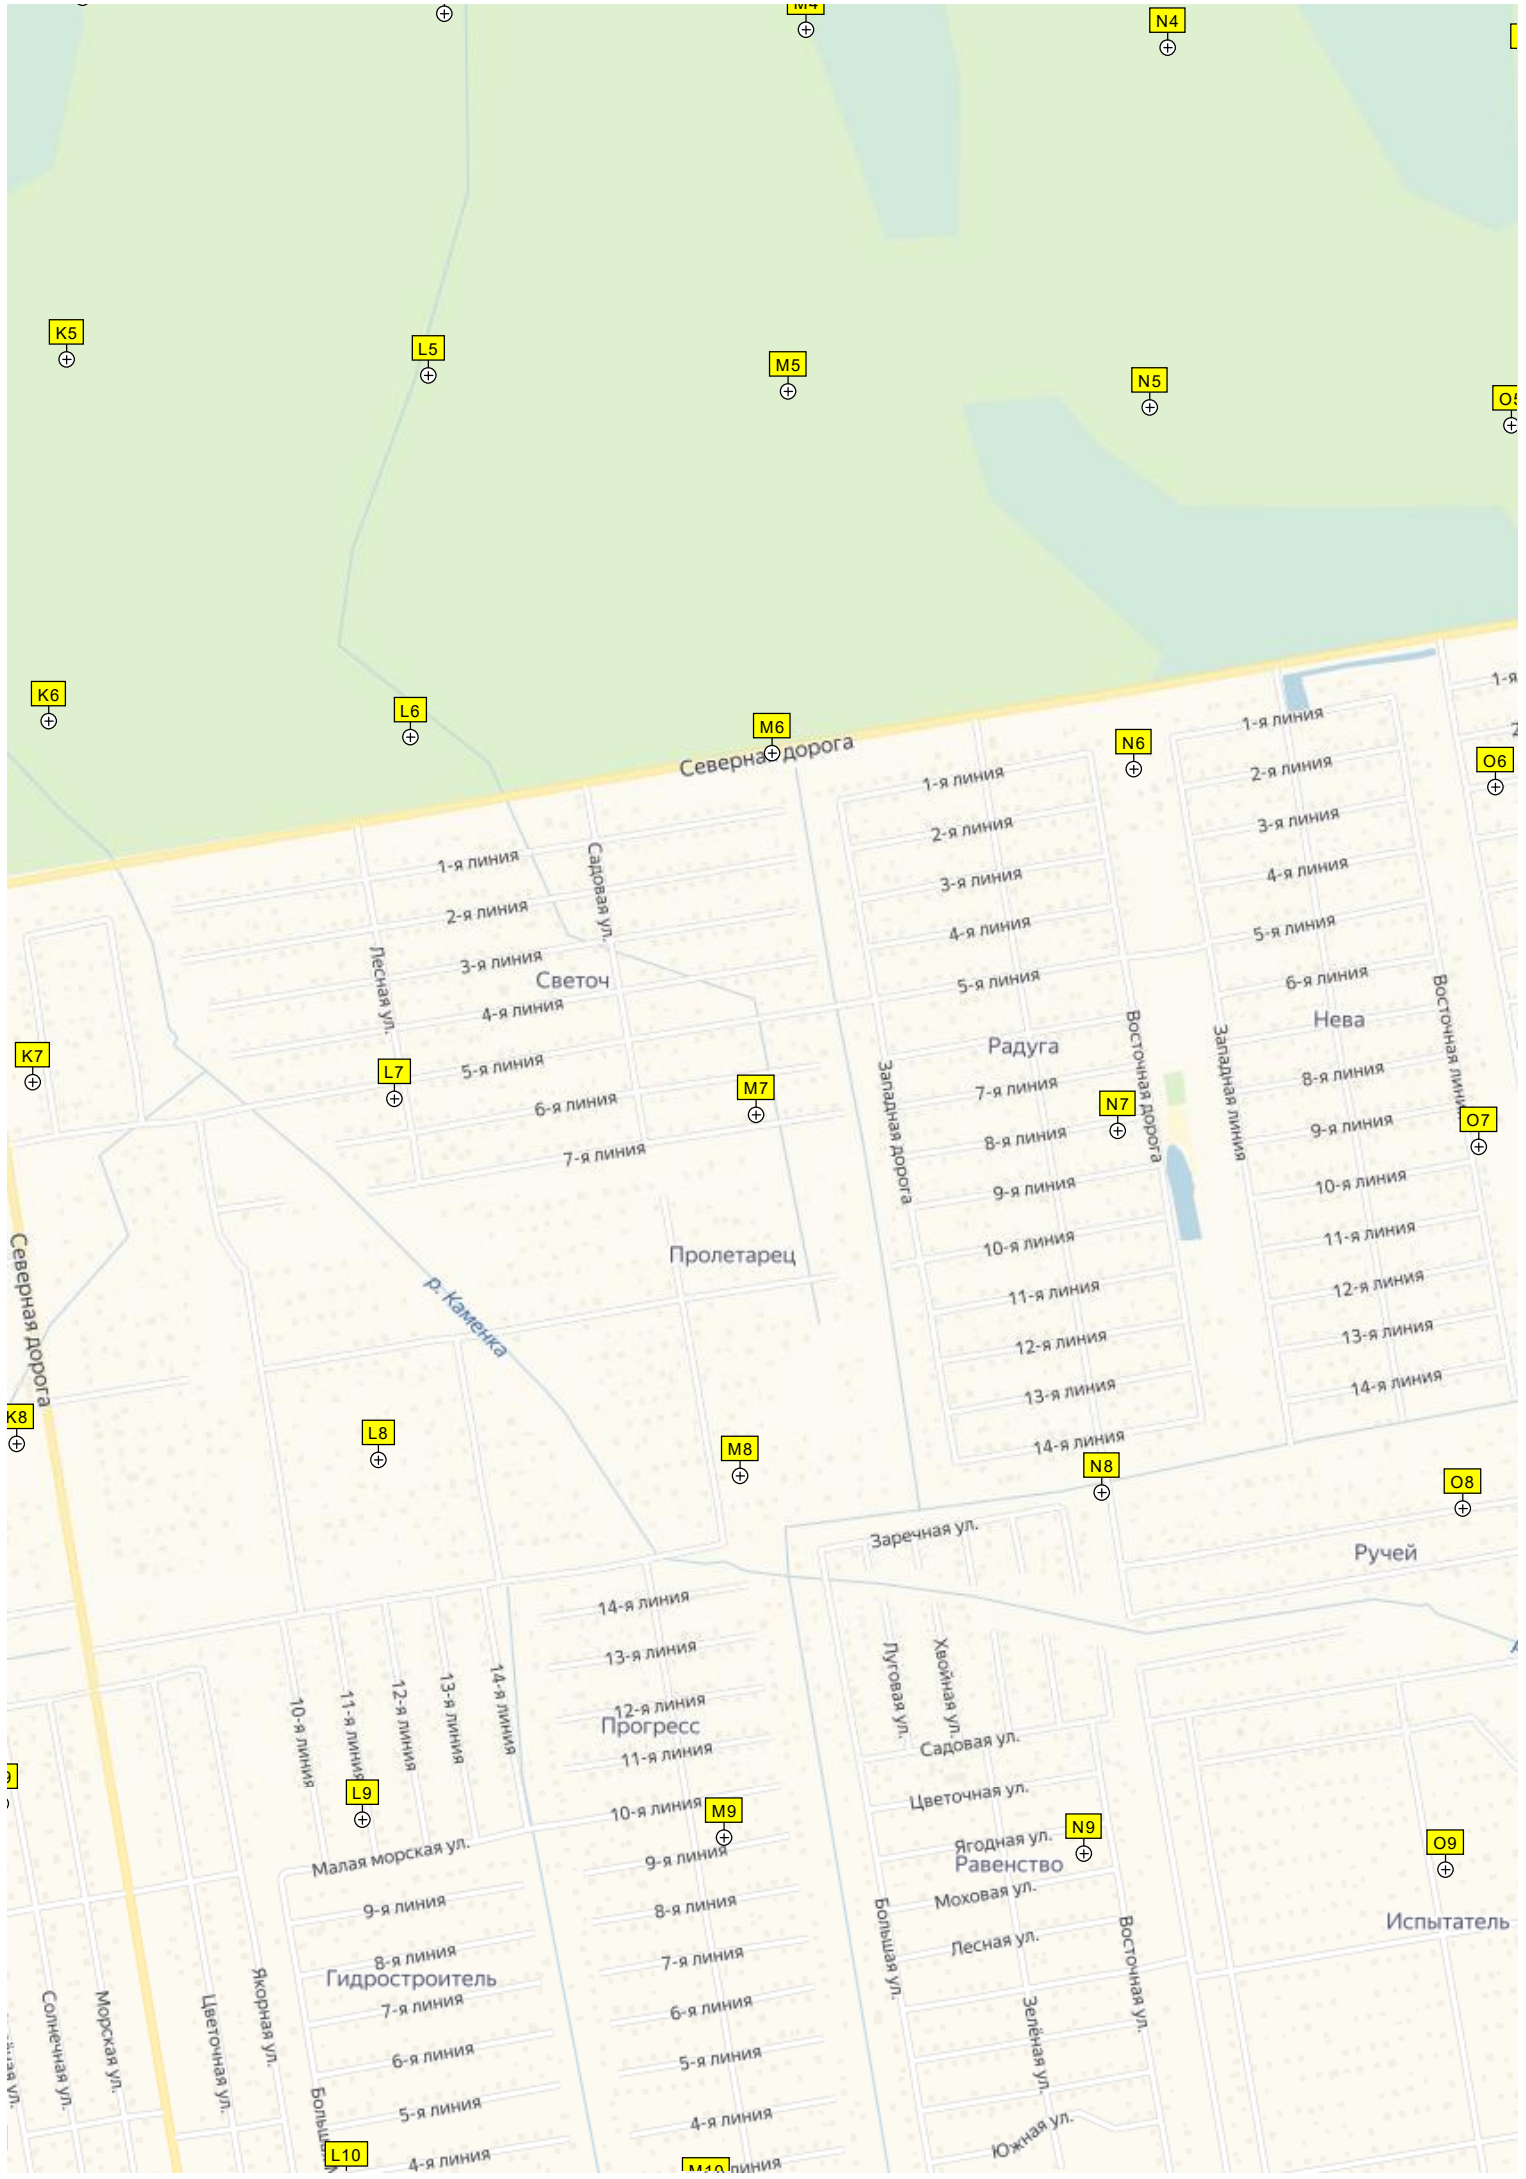 M4
N4
K5
L5
M5
N5
K6
L6
M6
N6
O6
Северная дорога
1-я линия
2-я линия
3-я линия
4-я линия
5-я линия
6-я линия
Нева
8-я линия
9-я линия
10-я линия
11-я линия
12-я линия
13-я линия
14-я линия
Западная линия
Восточная линия
O7
1-я линия
2-я линия
3-я линия
4-я линия
5-я линия
Радуга
7-я линия
8-я линия
9-я линия
10-я линия
11-я линия
12-я линия
13-я линия
14-я линия
Западная дорога
Восточная дорога
N7
1-я линия
2-я линия
3-я линия
Светоч
4-я линия
5-я линия
6-я линия
7-я линия
Садовая ул.
Лесная ул.
K7
L7
M7
Пролетарец
р. Каменка
Северная дорога
K8
L8
M8
N8
O8
Заречная ул.
Ручей
14-я линия
13-я линия
12-я линия
Прогресс
11-я линия
10-я линия
M9
9-я линия
8-я линия
7-я линия
6-я линия
5-я линия
4-я линия
M10
линия
10-я линия
11-я линия
12-я линия
13-я линия
14-я линия
L9
Малая морская ул.
9-я линия
8-я линия
Гидростроитель
7-я линия
6-я линия
5-я линия
4-я линия
L10
Солнечная ул.
Морская ул.
Цветочная ул.
Якорная ул.
Луговая ул.
Хвойная ул.
Садовая ул.
Цветочная ул.
Ягодная ул.
N9
Равенство
Моховая ул.
Лесная ул.
Большая ул.
Зелёная ул.
Восточная ул.
Южная ул.
O9
Испытатель